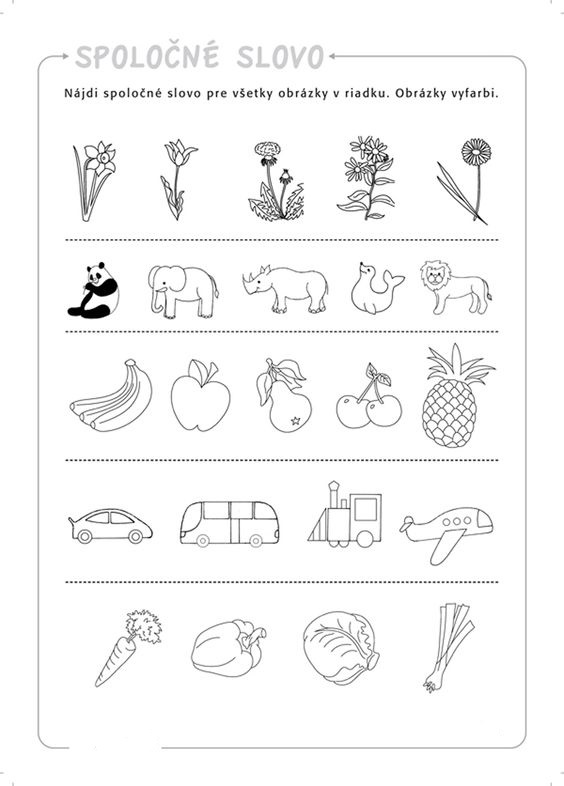 SPOLOČNÉ SLOVO
Nájdi spoločné slovo pre všetky obrázky v riadku. Obrázky vyfarbi.